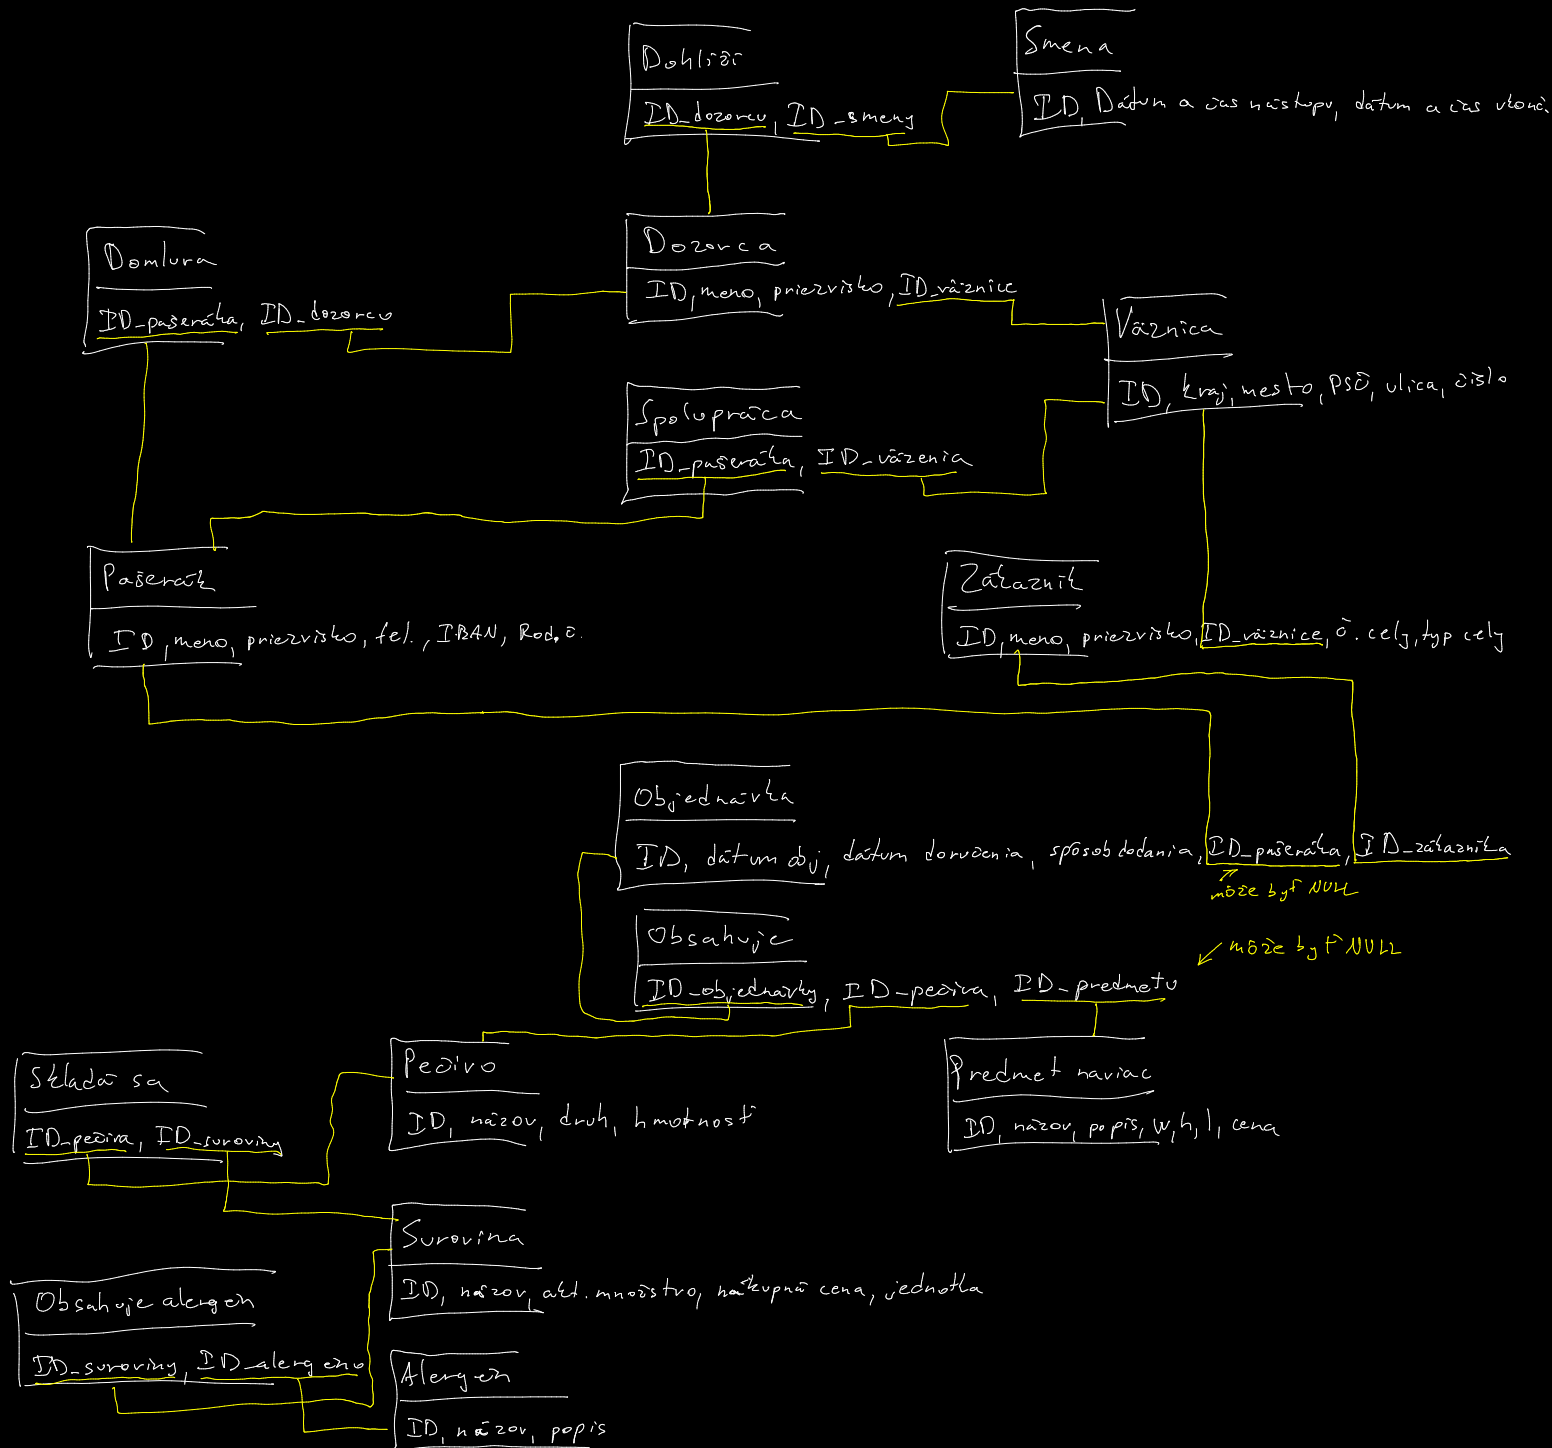 Dohlíží
ID_dozorcu, ID_smeny
Smena
ID, Dátum a čas nástupu, dátum a čas ukonč.
Domluva
ID_pašeráka, ID_dozorcu
Dozorca
ID, meno, priezvisko, ID_väznice
Väznica
ID, kraj, mesto, PSČ, ulica, číslo
Spolupráca
ID_pašeráka, ID_väzenia
Pašerák
ID, meno, priezvisko, tel., IBAN, Rod.č.
Zákazník
ID, meno, priezvisko, ID_väznice, č. cely, typ cely
Objednávka
ID, dátum obj, dátum doručenia, spôsob dodania, ID_pašeráka, ID_zákazníka
môže byť NULL
Obsahuje
môže byť NULL
ID_objednávky, ID_pečiva, ID_predmetu
Skladá sa
ID_pečiva, ID_suroviny
Pečivo
ID, názov, druh, hmotnosť
Predmet naviac
ID, názov, popis, w, h, l, cena
Surovina
ID, názov, akt. množstvo, nákupná cena, jednotka
Obsahuje alergén
ID_suroviny, ID_alergénu
Alergén
ID, názov, popis